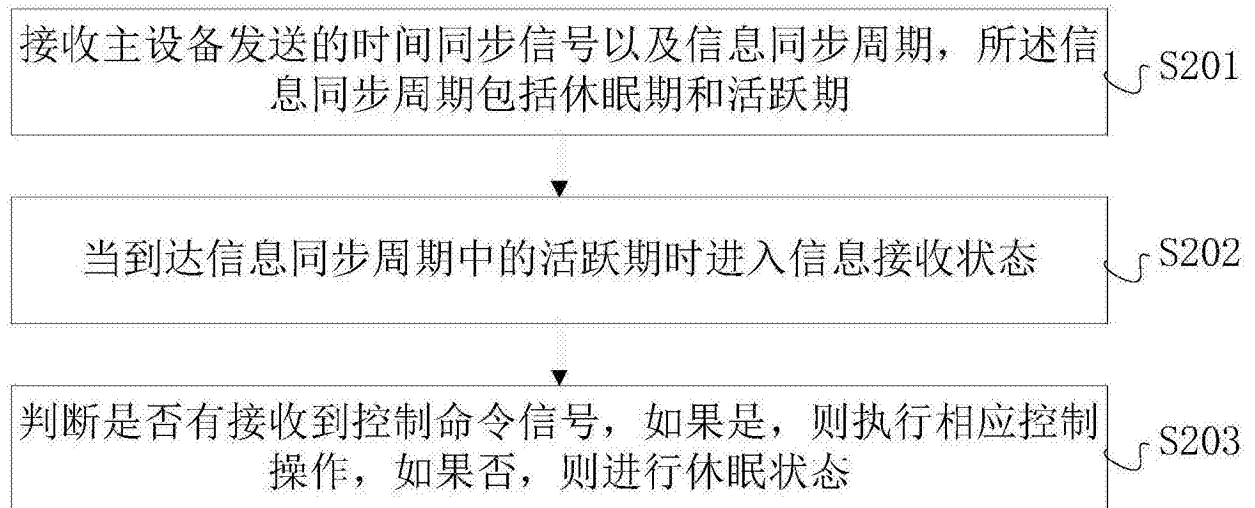 接收主设备发送的时间同步信号以及信息同步周期，所述信
息同步周期包括休眠期和活跃期
S201
当到达信息同步周期中的活跃期时进入信息接收状态
S202
判断是否有接收到控制命令信号，如果是，则执行相应控制
操作，如果否，则进行休眠状态
S203